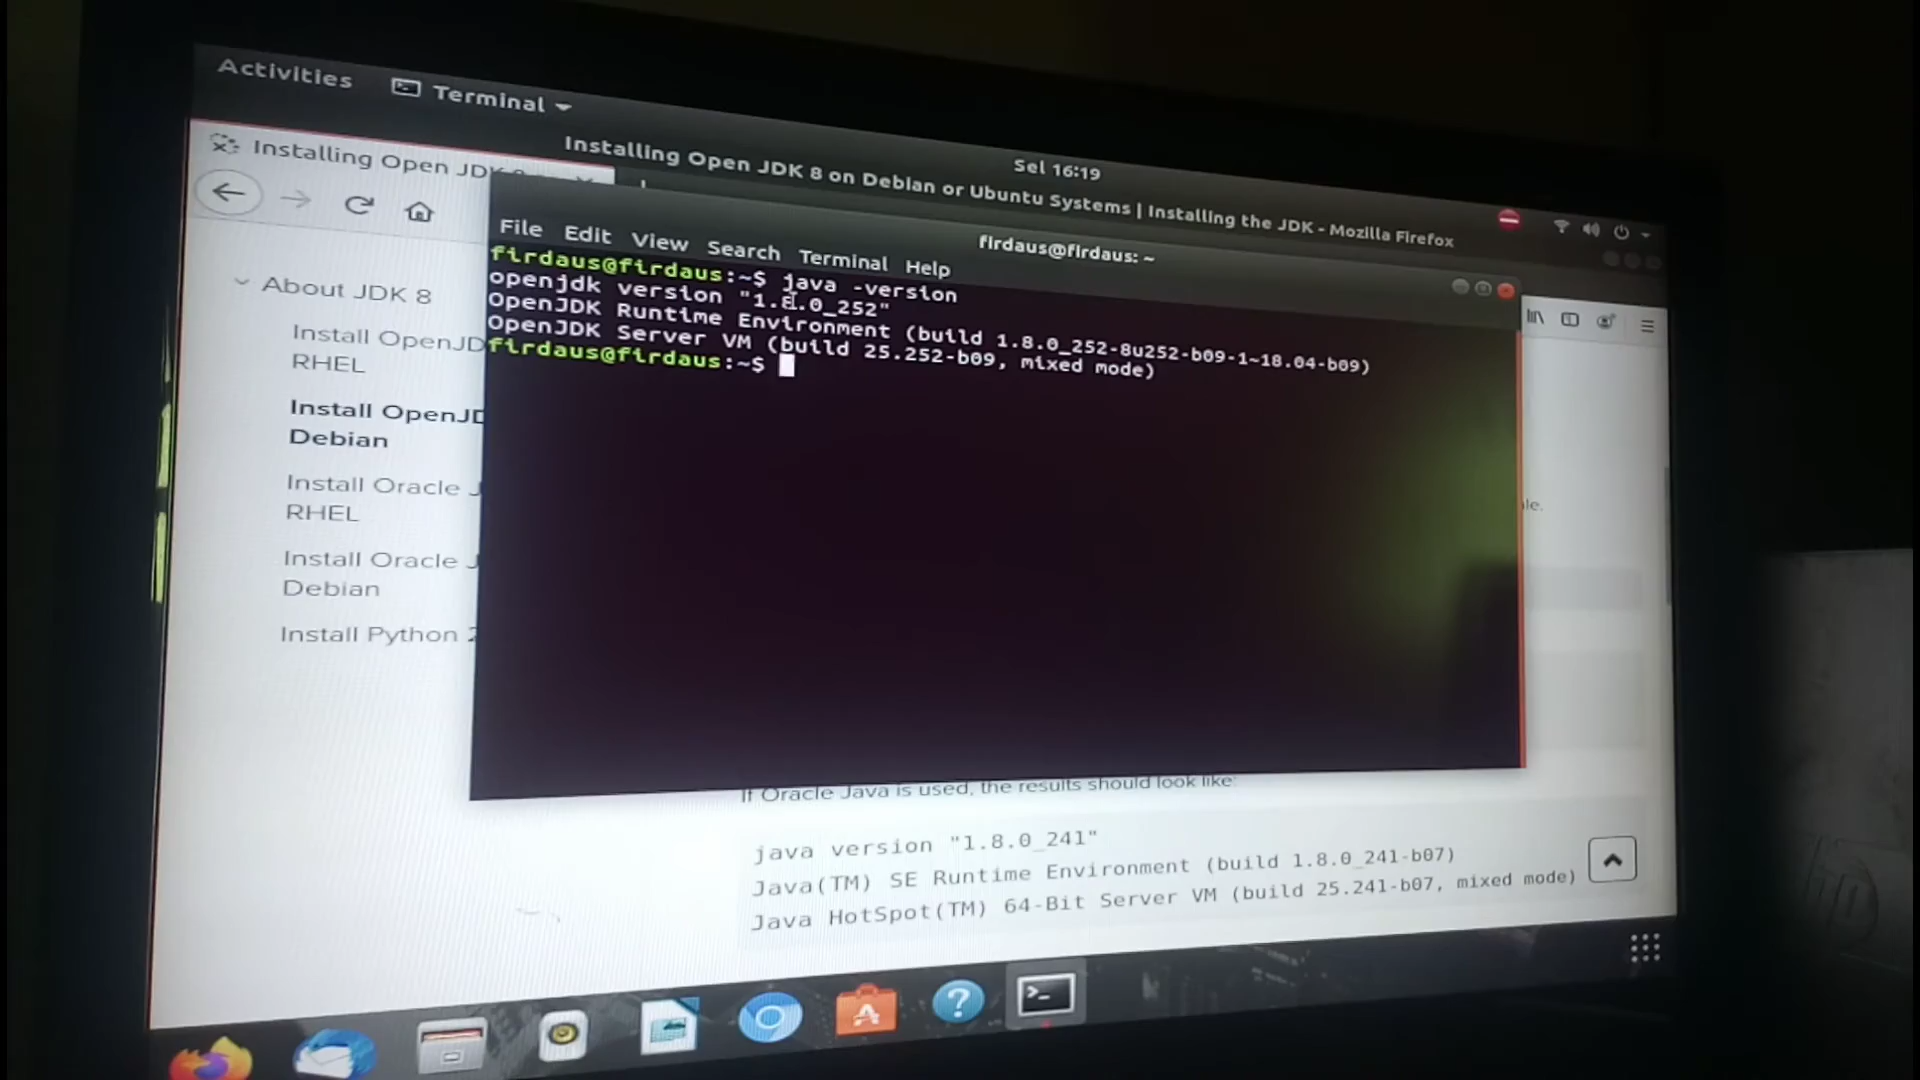 Activities
Terminal
Sel 16:19
Installing Open JDK 8 on Debian or Ubuntu Systems | Installing the JDK - Mozilla Firefox
Installing Open JDK 8
firdaus@firdaus: ~
File Edit View Search Terminal Help
firdaus@firdaus:~$ java -version
openjdk version "1.8.0_252"
OpenJDK Runtime Environment (build 1.8.0_252-8u252-b09-1~18.04-b09)
OpenJDK Server VM (build 25.252-b09, mixed mode)
firdaus@firdaus:~$
About JDK 8
Install OpenJD
RHEL
Install OpenJD
Debian
Install Oracle J
RHEL
Install Oracle J
Debian
Install Python 2
le.
If Oracle Java is used, the results should look like:
java version "1.8.0_241"
Java(TM) SE Runtime Environment (build 1.8.0_241-b07)
Java HotSpot(TM) 64-Bit Server VM (build 25.241-b07, mixed mode)
hp